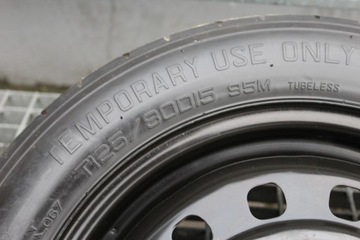 TEMPORARY USE ONLY
T125/80D15 95M TUBELESS